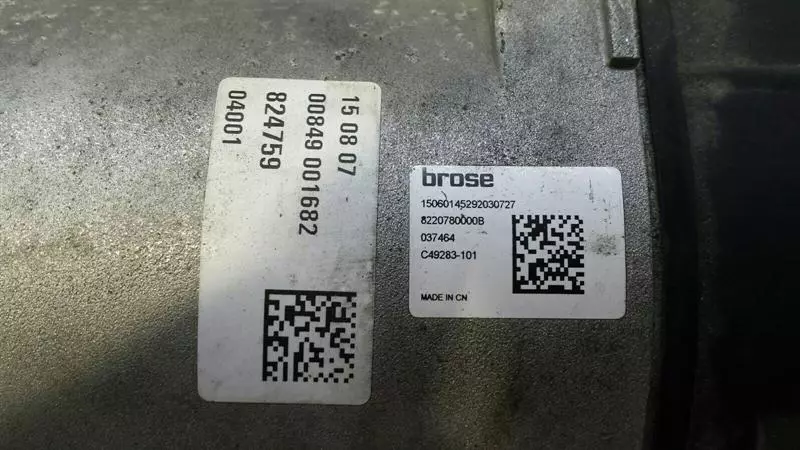 15 08 07
00849 001682
824759
04001
brose
15060145292030727
8220780000B
037464
C49283-101
MADE IN CN